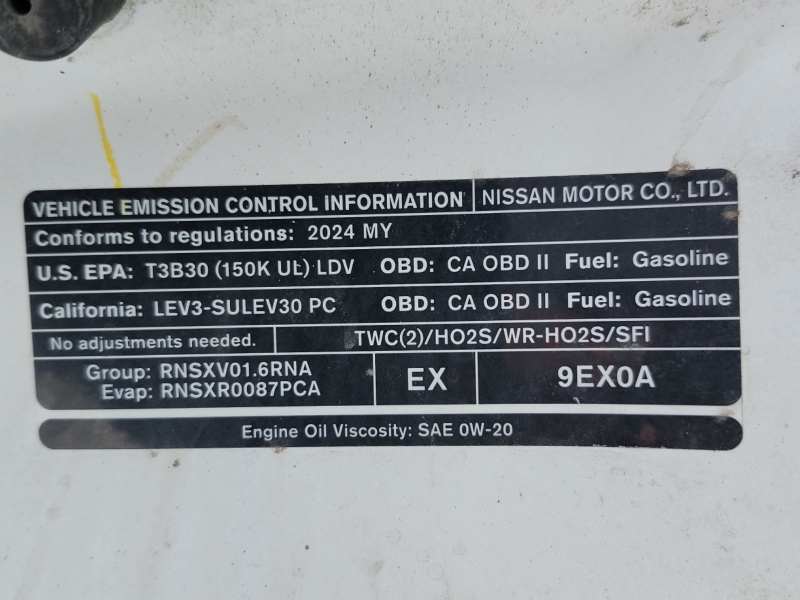 VEHICLE EMISSION CONTROL INFORMATION NISSAN MOTOR CO., LTD.
Conforms to regulations: 2024 MY
U.S. EPA: T3B30 (150K UL) LDV OBD: CA OBD II Fuel: Gasoline
California: LEV3-SULEV30 PC OBD: CA OBD II Fuel: Gasoline
No adjustments needed. TWC(2)/HO2S/WR-HO2S/SFI
Group: RNSXV01.6RNA
Evap: RNSXR0087PCA
EX
9EX0A
Engine Oil Viscosity: SAE 0W-20